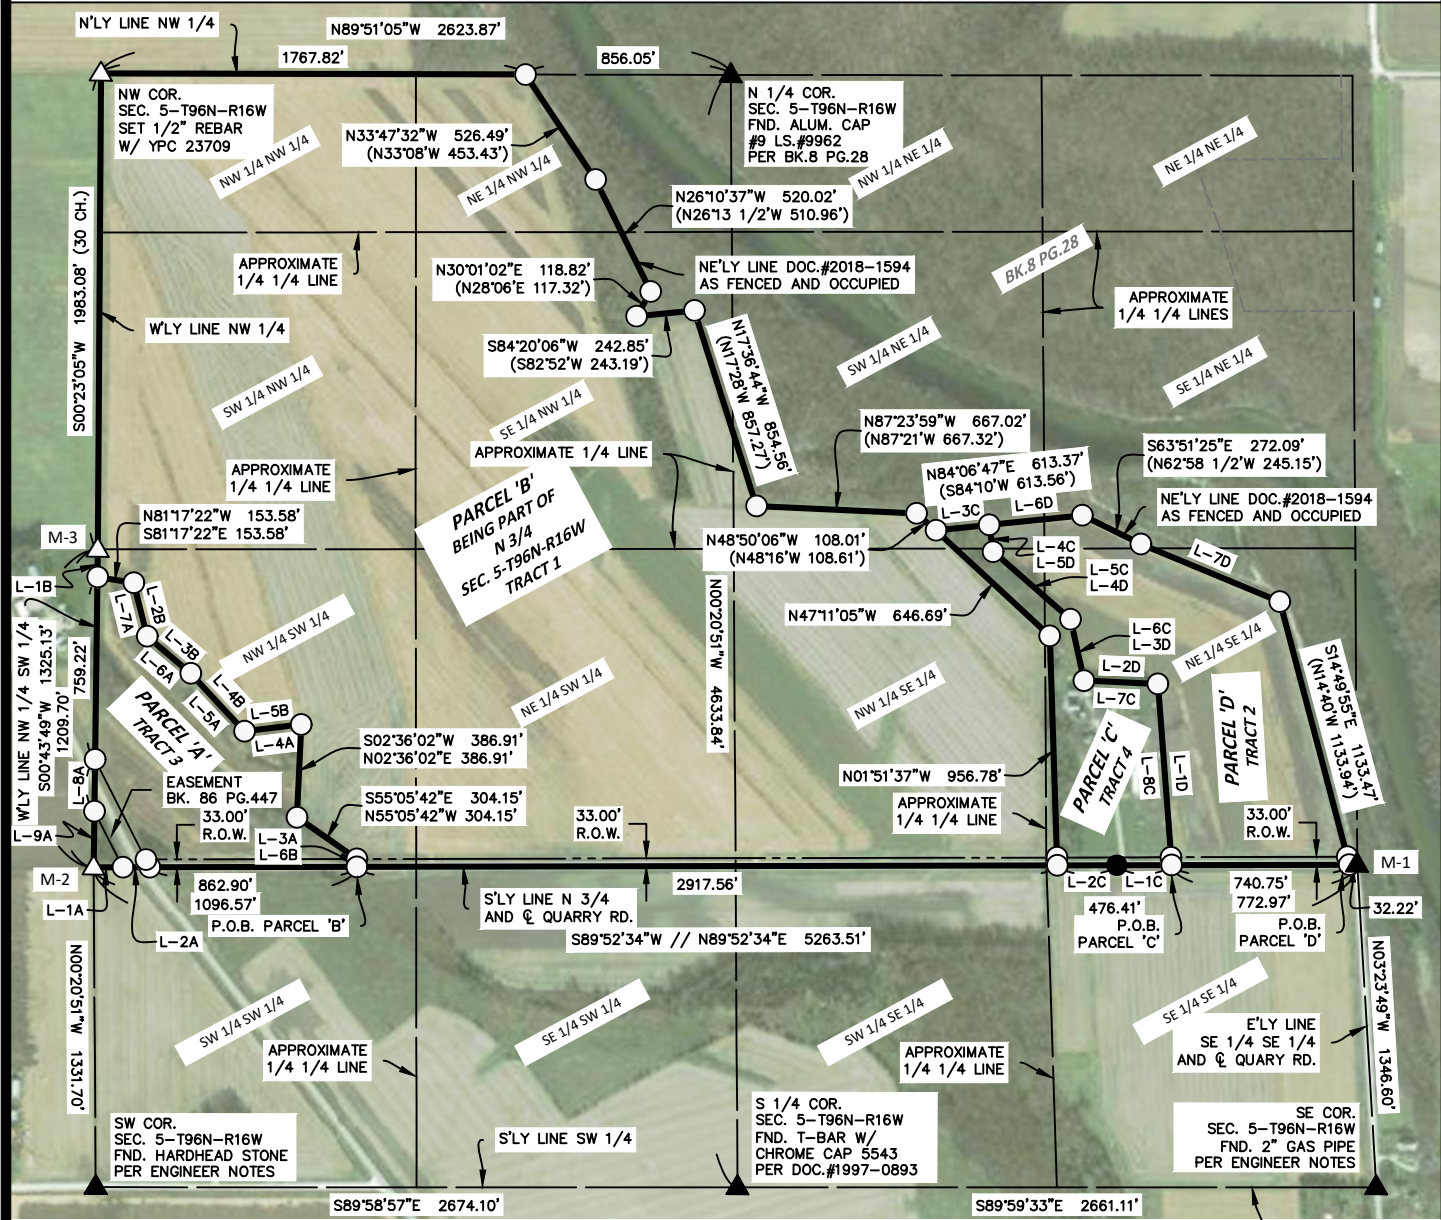 N'LY LINE NW 1/4
N89°51'05"W 2623.87'
1767.82'
856.05'
NW COR.
SEC. 5-T96N-R16W
SET 1/2" REBAR
W/ YPC 23709
N 1/4 COR.
SEC. 5-T96N-R16W
FND. ALUM. CAP
#9 LS.#9962
PER BK.8 PG.28
N33°47'32"W 526.49'
(N33°08'W 453.43')
NW 1/4 NW 1/4
NE 1/4 NW 1/4
NW 1/4 NE 1/4
NE 1/4 NE 1/4
N26°10'37"W 520.02'
(N26°13 1/2'W 510.96')
S00°23'05"W 1983.08' (30 CH.)
APPROXIMATE
1/4 1/4 LINE
N30°01'02"E 118.82'
(N28°06'E 117.32')
NE'LY LINE DOC.#2018-1594
AS FENCED AND OCCUPIED
BK.8 PG.28
APPROXIMATE
1/4 1/4 LINES
W'LY LINE NW 1/4
S84°20'06"W 242.85'
(S82°52'W 243.19')
N17°36'44"W 854.56'
(N17°28'W 857.27')
SW 1/4 NW 1/4
SE 1/4 NW 1/4
SW 1/4 NE 1/4
SE 1/4 NE 1/4
N87°23'59"W 667.02'
(N87°21'W 667.32')
S63°51'25"E 272.09'
(N62°58 1/2'W 245.15')
APPROXIMATE 1/4 LINE
APPROXIMATE
1/4 1/4 LINE
N84°06'47"E 613.37'
(S84°10'W 613.56')
NE'LY LINE DOC.#2018-1594
AS FENCED AND OCCUPIED
PARCEL 'B'
BEING PART OF
N 3/4
SEC. 5-T96N-R16W
TRACT 1
N81°17'22"W 153.58'
S81°17'22"E 153.58'
M-3
L-3C
L-6D
N48°50'06"W 108.01'
(N48°16'W 108.61')
L-4C
L-5D
L-7D
L-5C
L-4D
L-1B
L-2B
L-7A
N00°20'51"W 4633.84'
N47°11'05"W 646.69'
L-6C
L-3D
NW 1/4 SW 1/4
NE 1/4 SW 1/4
NW 1/4 SE 1/4
NE 1/4 SE 1/4
W'LY LINE NW 1/4 SW 1/4
S00°43'49"W 1325.13'
1209.70'
759.22'
L-3B
L-6A
L-4B
L-5A
L-5B
L-4A
L-2D
L-7C
S14°49'55"E 1133.47'
(N14°40'W 1133.94')
PARCEL 'A'
TRACT 3
PARCEL 'C'
TRACT 4
PARCEL 'D'
TRACT 2
S02°36'02"W 386.91'
N02°36'02"E 386.91'
L-8C
L-1D
EASEMENT
BK. 86 PG.447
N01°51'37"W 956.78'
L-8A
S55°05'42"E 304.15'
N55°05'42"W 304.15'
APPROXIMATE
1/4 1/4 LINE
33.00'
R.O.W.
33.00'
R.O.W.
33.00'
R.O.W.
L-9A
L-3A
L-6B
M-1
M-2
862.90'
1096.57'
2917.56'
L-2C
L-1C
740.75'
772.97'
L-1A
L-2A
P.O.B. PARCEL 'B'
S'LY LINE N 3/4
AND ℄ QUARRY RD.
476.41'
P.O.B.
PARCEL 'C'
P.O.B.
PARCEL 'D'
32.22'
S89°52'34"W // N89°52'34"E 5263.51'
N00°20'51"W 1331.70'
N03°23'49"W 1346.60'
SW 1/4 SW 1/4
SE 1/4 SW 1/4
SW 1/4 SE 1/4
SE 1/4 SE 1/4
E'LY LINE
SE 1/4 SE 1/4
AND ℄ QUARY RD.
APPROXIMATE
1/4 1/4 LINE
APPROXIMATE
1/4 1/4 LINE
SW COR.
SEC. 5-T96N-R16W
FND. HARDHEAD STONE
PER ENGINEER NOTES
S'LY LINE SW 1/4
S 1/4 COR.
SEC. 5-T96N-R16W
FND. T-BAR W/
CHROME CAP 5543
PER DOC.#1997-0893
SE COR.
SEC. 5-T96N-R16W
FND. 2" GAS PIPE
PER ENGINEER NOTES
S89°58'57"E 2674.10'
S89°59'33"E 2661.11'